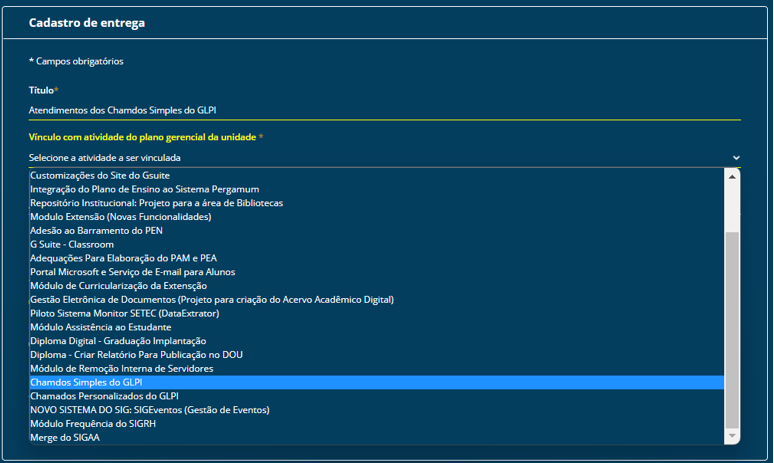 Cadastro de entrega
* Campos obrigatórios
Título*
Atendimentos dos Chamdos Simples do GLPI
Vínculo com atividade do plano gerencial da unidade *
Selecione a atividade a ser vinculada
Customizações do Site do Gsuite
Integração do Plano de Ensino ao Sistema Pergamum
Repositório Institucional: Projeto para a área de Bibliotecas
Modulo Extensão (Novas Funcionalidades)
Adesão ao Barramento do PEN
G Suite - Classroom
Adequações Para Elaboração do PAM e PEA
Portal Microsoft e Serviço de E-mail para Alunos
Módulo de Curricularização da Extensção
Gestão Eletrônica de Documentos (Projeto para criação do Acervo Acadêmico Digital)
Piloto Sistema Monitor SETEC (DataExtrator)
Módulo Assistência ao Estudante
Diploma Digital - Graduação Implantação
Diploma - Criar Relatório Para Publicação no DOU
Módulo de Remoção Interna de Servidores
Chamdos Simples do GLPI
Chamados Personalizados do GLPI
NOVO SISTEMA DO SIG: SIGEventos (Gestão de Eventos)
Módulo Frequência do SIGRH
Merge do SIGAA